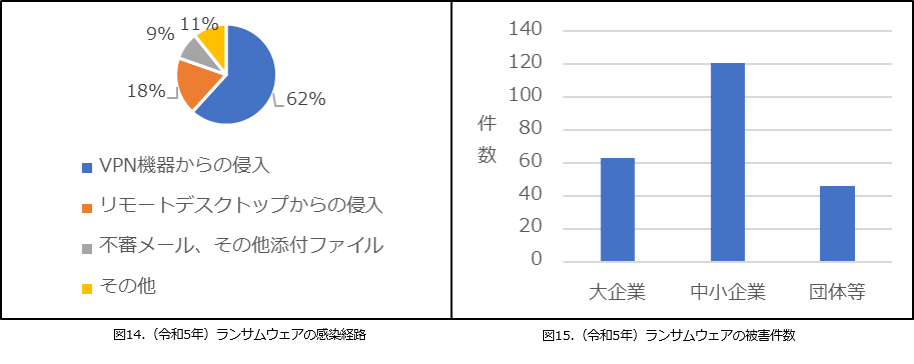 11%
9%
18%
62%
VPN機器からの侵入
リモートデスクトップからの侵入
不審メール、その他添付ファイル
その他
140
120
100
80
60
40
20
0
件数
大企業 中小企業 団体等
図14.（令和5年）ランサムウェアの感染経路
図15.（令和5年）ランサムウェアの被害件数